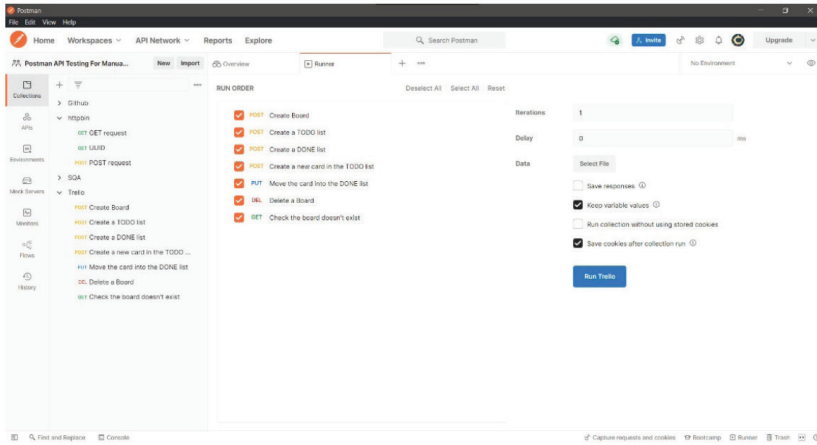 Postman
File Edit View Help
Home Workspaces API Network Reports Explore
Search Postman
Invite
Upgrade
Postman API Testing For Manua...
New Import
Overview
Runner
No Environment
Collections
APIs
Environments
Mock Servers
Monitors
Flows
History
Github
httpbin
GET GET request
GET UUID
POST POST request
SQA
Trello
POST Create Board
POST Create a TODO list
POST Create a DONE list
POST Create a new card in the TODO ...
PUT Move the card into the DONE list
DEL Delete a Board
GET Check the board doesn't exist
RUN ORDER
Deselect All Select All Reset
POST Create Board
POST Create a TODO list
POST Create a DONE list
POST Create a new card in the TODO list
PUT Move the card into the DONE list
DEL Delete a Board
GET Check the board doesn't exist
Iterations 1
Delay 0 ms
Data Select File
Save responses
Keep variable values
Run collection without using stored cookies
Save cookies after collection run
Run Trello
Find and Replace Console
Capture requests and cookies Bootcamp Runner Trash